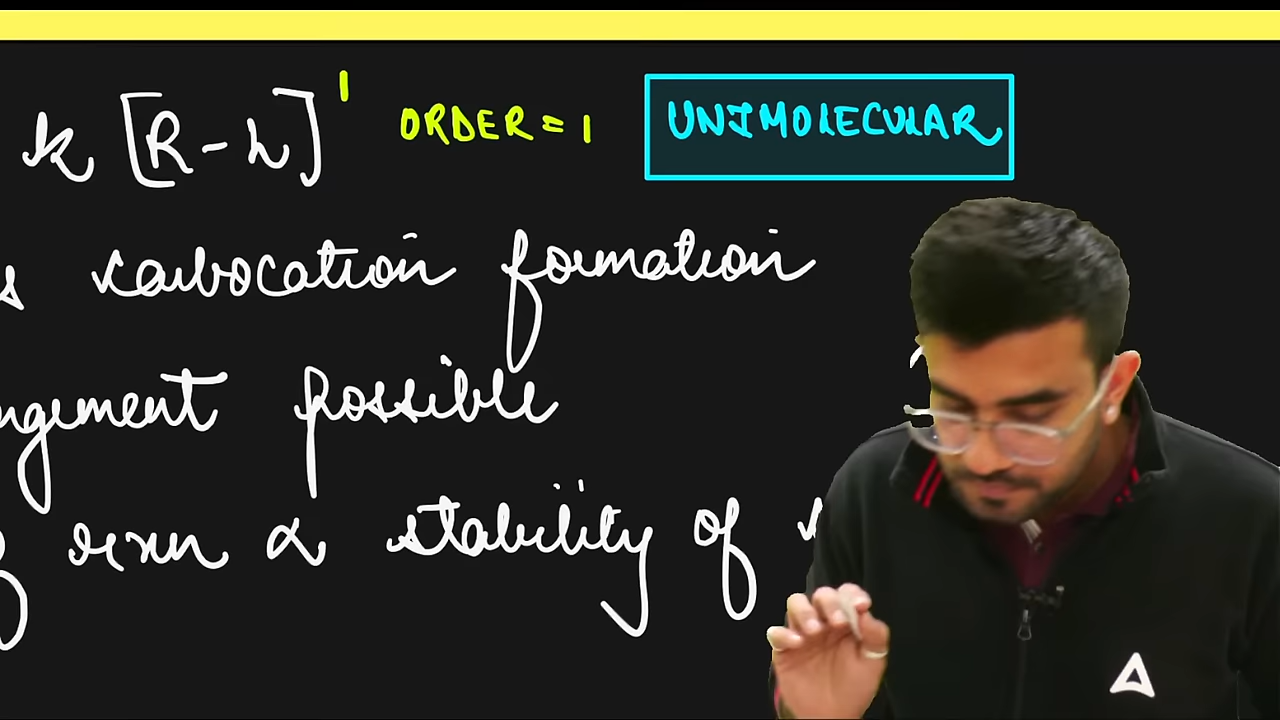 k [R-L]¹ ORDER = 1 UNIMOLECULAR
s carbocation formation
ngement possible
f rxn ∝ stability of